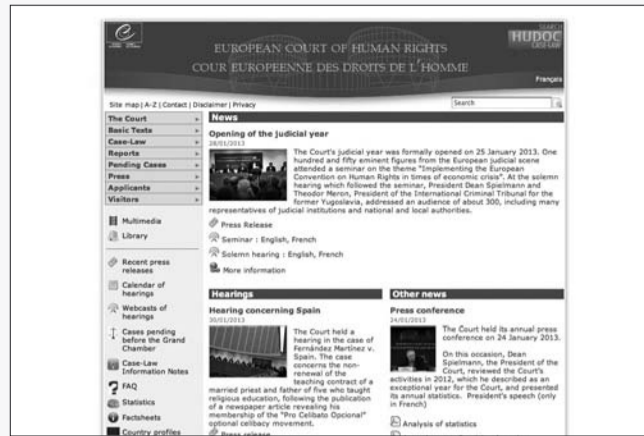 SEARCH
HUDOC
CASE-LAW
EUROPEAN COURT OF HUMAN RIGHTS
COUR EUROPEENNE DES DROITS DE L'HOMME
Français
Site map | A-Z | Contact | Disclaimer | Privacy
Search
The Court
Basic Texts
Case-Law
Reports
Pending Cases
Press
Applicants
Visitors
Multimedia
Library
Recent press
releases
Calendar of
hearings
Webcasts of
hearings
Cases pending
before the Grand
Chamber
Case-Law
Information Notes
FAQ
Statistics
Factsheets
Country profiles
News
Opening of the judicial year
28/01/2013
The Court's judicial year was formally opened on 25 January 2013. One
hundred and fifty eminent figures from the European judicial scene
attended a seminar on the theme "Implementing the European
Convention on Human Rights in times of economic crisis". At the solemn
hearing which followed the seminar, President Dean Spielmann and
Theodor Meron, President of the International Criminal Tribunal for the
former Yugoslavia, addressed an audience of about 300, including many
representatives of judicial institutions and national and local authorities.
Press Release
Seminar : English, French
Solemn hearing : English, French
More information
Hearings
Hearing concerning Spain
30/01/2013
The Court held a
hearing in the case of
Fernández Martínez v.
Spain. The case
concerns the non-
renewal of the
teaching contract of a
married priest and father of five who taught
religious education, following the publication
of a newspaper article revealing his
membership of the "Pro Celibato Opcional"
optional celibacy movement.
Press release
Other news
Press conference
24/01/2013
The Court held its annual press
conference on 24 January 2013.
On this occasion, Dean
Spielmann, the President of the
Court, reviewed the Court's
activities in 2012, which he described as an
exceptional year for the Court, and presented
its annual statistics. President's speech (only
in French)
Analysis of statistics